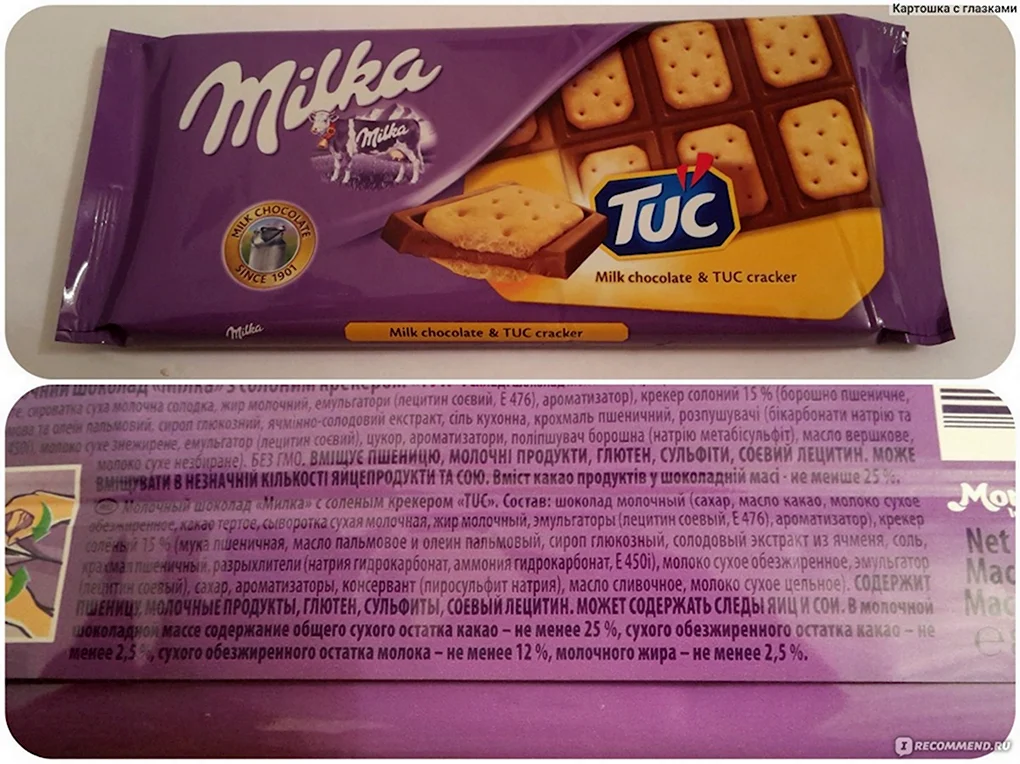 Картошка с глазками
Milka
Milka
MILK CHOCOLATE
SINCE 1901
TUC
Milk chocolate & TUC cracker
Milka
Milk chocolate & TUC cracker
шоколад «Милка» з солоним крекером
сироватка суха молочна солодка, жир молочний, емульгатори (лецитин соєвий, Е 476), ароматизатор), крекер солоний 15 % (борошно пшеничне,
та олеїн пальмовий, сироп глюкозний, ячмінно-солодовий екстракт, сіль кухонна, крохмаль пшеничний, розпушувачі (бікарбонати натрію та
450і), молоко сухе знежирене, емульгатор (лецитин соєвий), цукор, ароматизатори, поліпшувач борошна (натрію метабісульфіт), масло вершкове,
молоко сухе незбиране). БЕЗ ГМО. ВМІЩУЄ ПШЕНИЦЮ, МОЛОЧНІ ПРОДУКТИ, ГЛЮТЕН, СУЛЬФІТИ, СОЄВИЙ ЛЕЦИТИН. МОЖЕ
ВМІЩУВАТИ В НЕЗНАЧНІЙ КІЛЬКОСТІ ЯЙЦЕПРОДУКТИ ТА СОЮ. Вміст какао продуктів у шоколадній масі - не менше 25 %.
Молочный шоколад «Милка» с соленым крекером «TUC». Состав: шоколад молочный (сахар, масло какао, молоко сухое
обезжиренное, какао тертое, сыворотка сухая молочная, жир молочный, эмульгаторы (лецитин соевый, Е 476), ароматизатор), крекер
соленый 15 % (мука пшеничная, масло пальмовое и олеин пальмовый, сироп глюкозный, солодовый экстракт из ячменя, соль,
крахмал пшеничный, разрыхлители (натрия гидрокарбонат, аммония гидрокарбонат, Е 450i), молоко сухое обезжиренное, эмульгатор
(лецитин соевый), сахар, ароматизаторы, консервант (пиросульфит натрия), масло сливочное, молоко сухое цельное). СОДЕРЖИТ
ПШЕНИЦУ, МОЛОЧНЫЕ ПРОДУКТЫ, ГЛЮТЕН, СУЛЬФИТЫ, СОЕВЫЙ ЛЕЦИТИН. МОЖЕТ СОДЕРЖАТЬ СЛЕДЫ ЯИЦ И СОИ. В молочной
шоколадной массе содержание общего сухого остатка какао – не менее 25 %, сухого обезжиренного остатка какао – не
менее 2,5 %, сухого обезжиренного остатка молока – не менее 12 %, молочного жира – не менее 2,5 %.
Net
RECOMMEND.RU